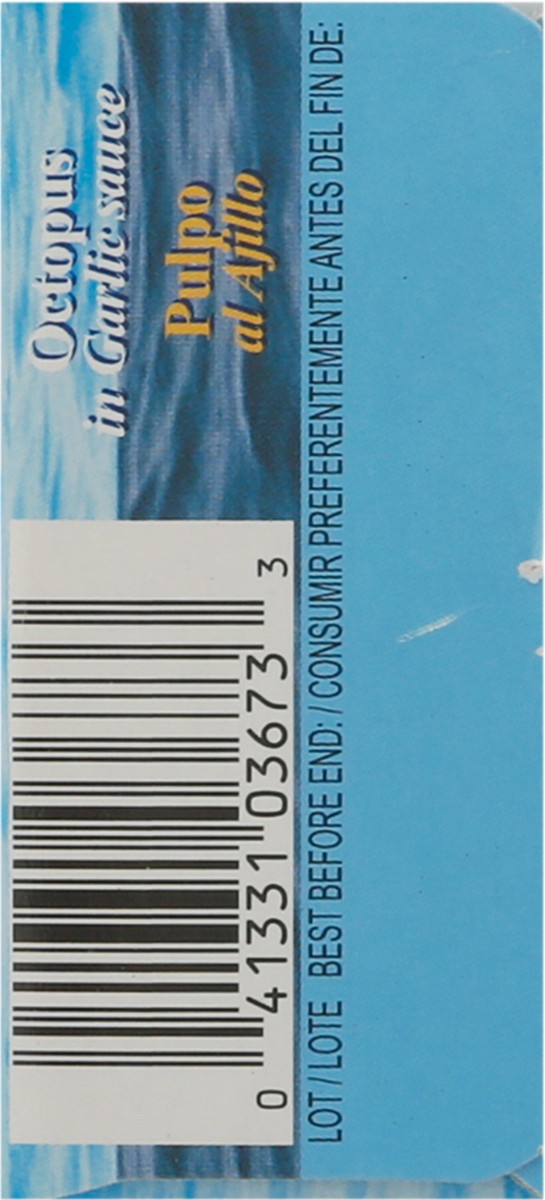 Octopus
in Garlic sauce
Pulpo
al Ajillo
0 41331 03673 3
LOT / LOTE BEST BEFORE END: / CONSUMIR PREFERENTEMENTE ANTES DEL FIN DE: